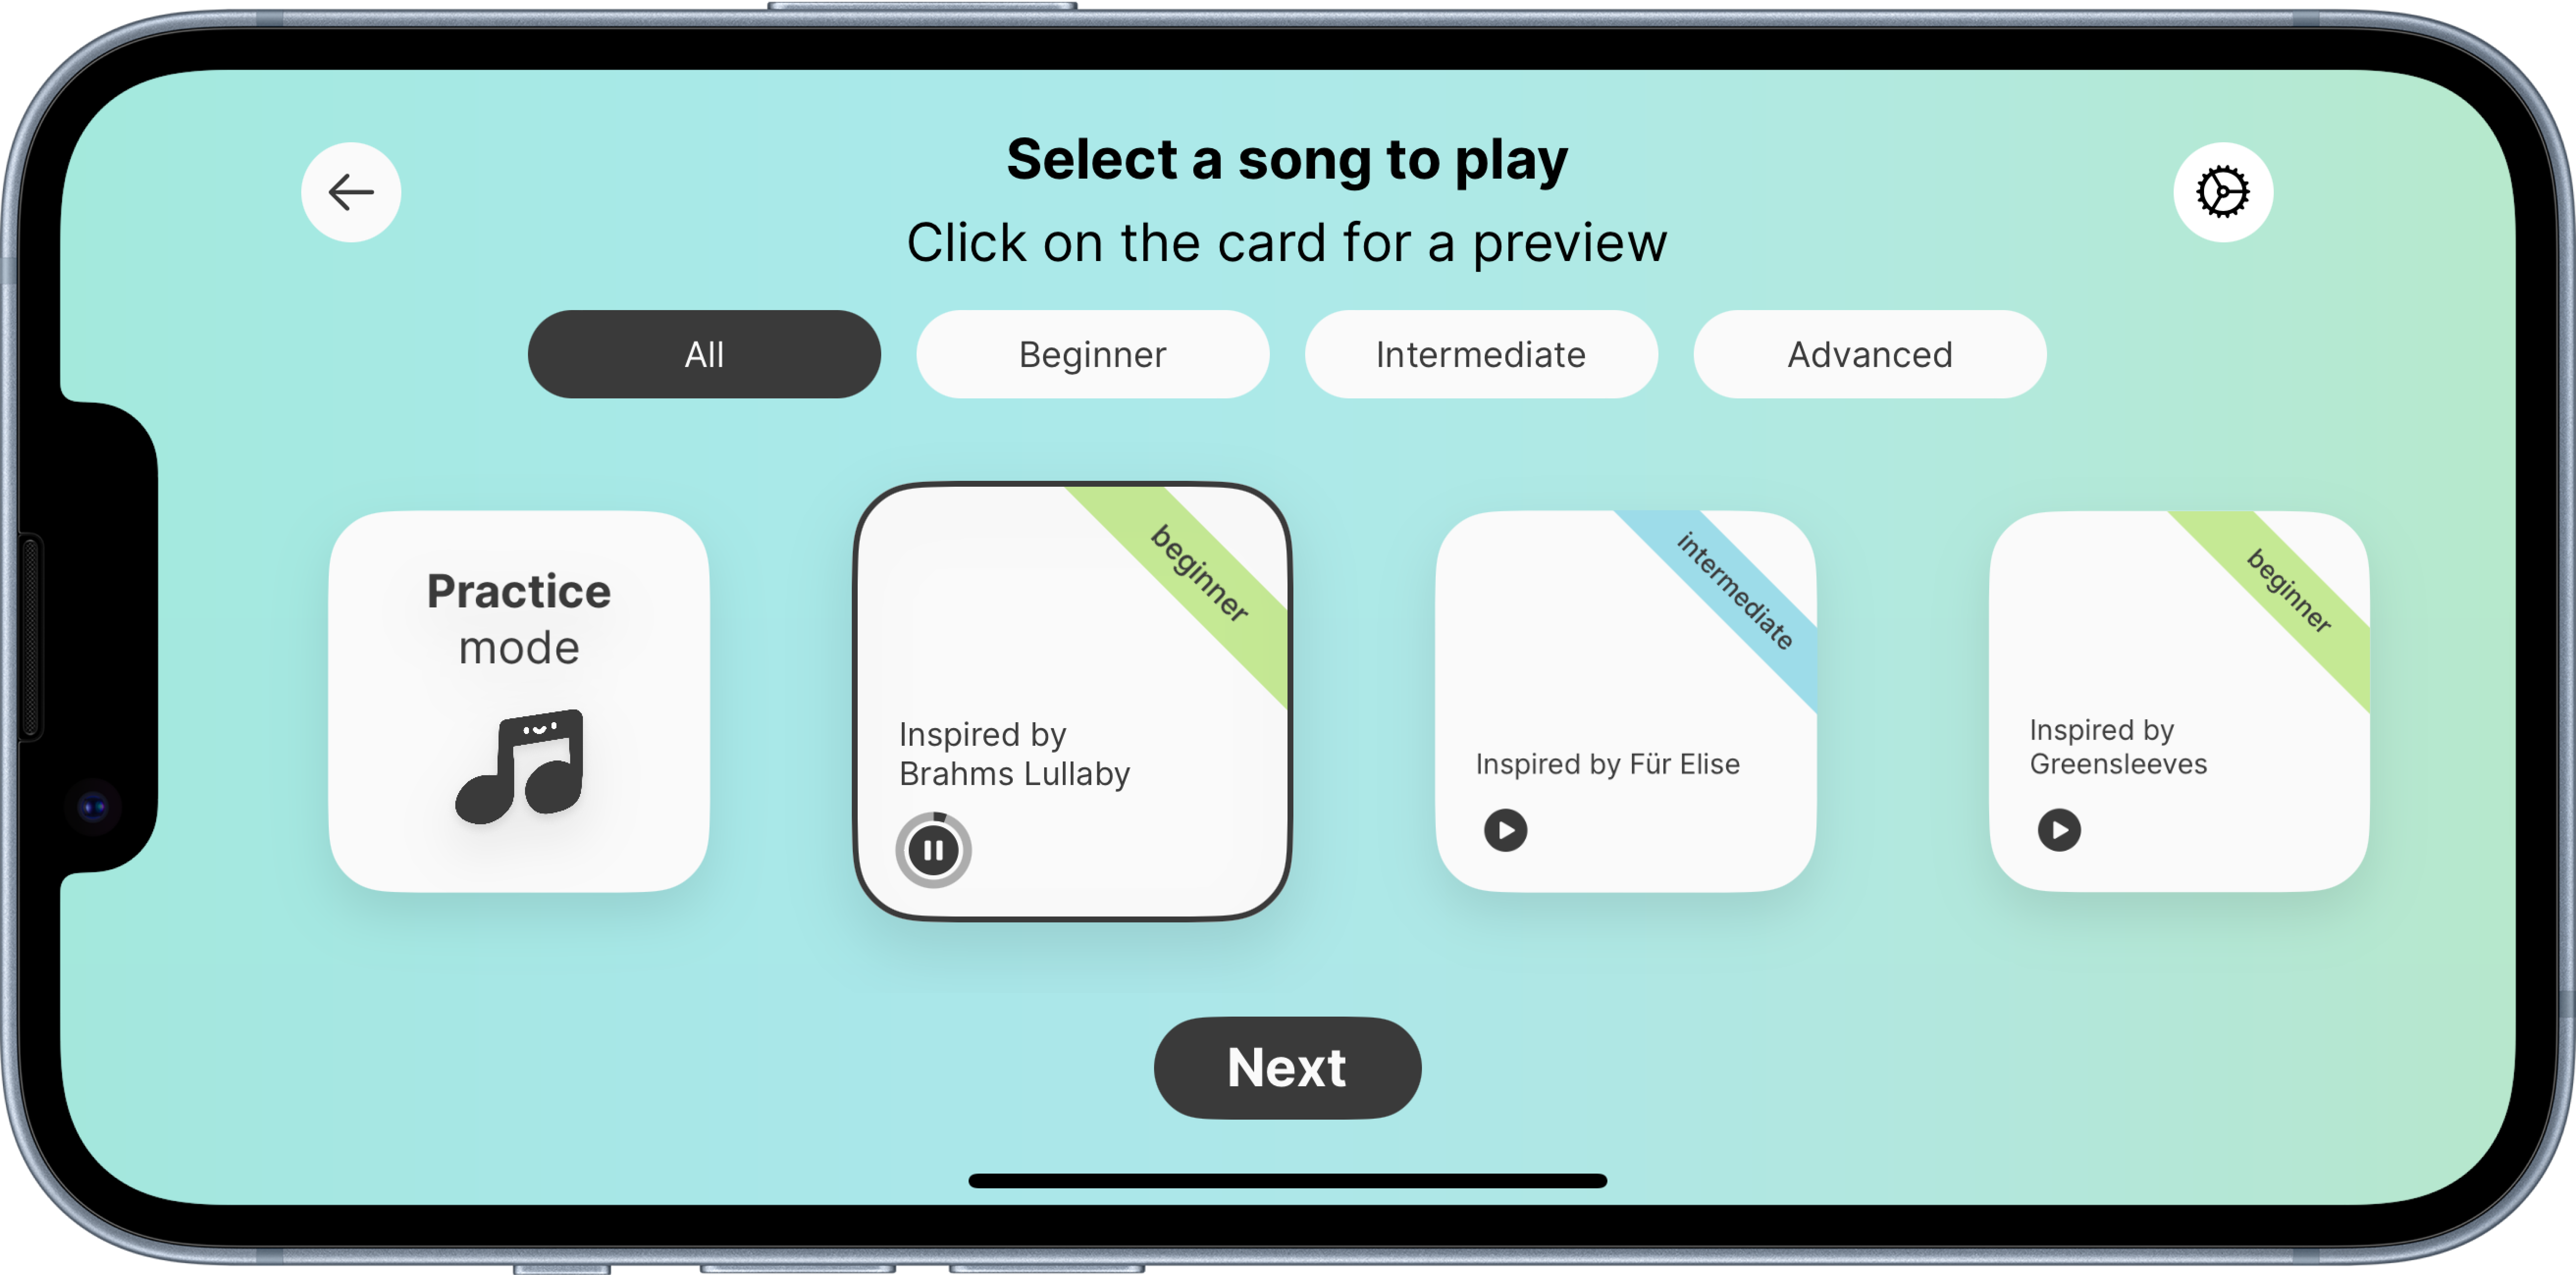 Select a song to play
Click on the card for a preview
All
Beginner
Intermediate
Advanced
Practice
mode
beginner
Inspired by
Brahms Lullaby
intermediate
Inspired by Für Elise
beginner
Inspired by
Greensleeves
Next